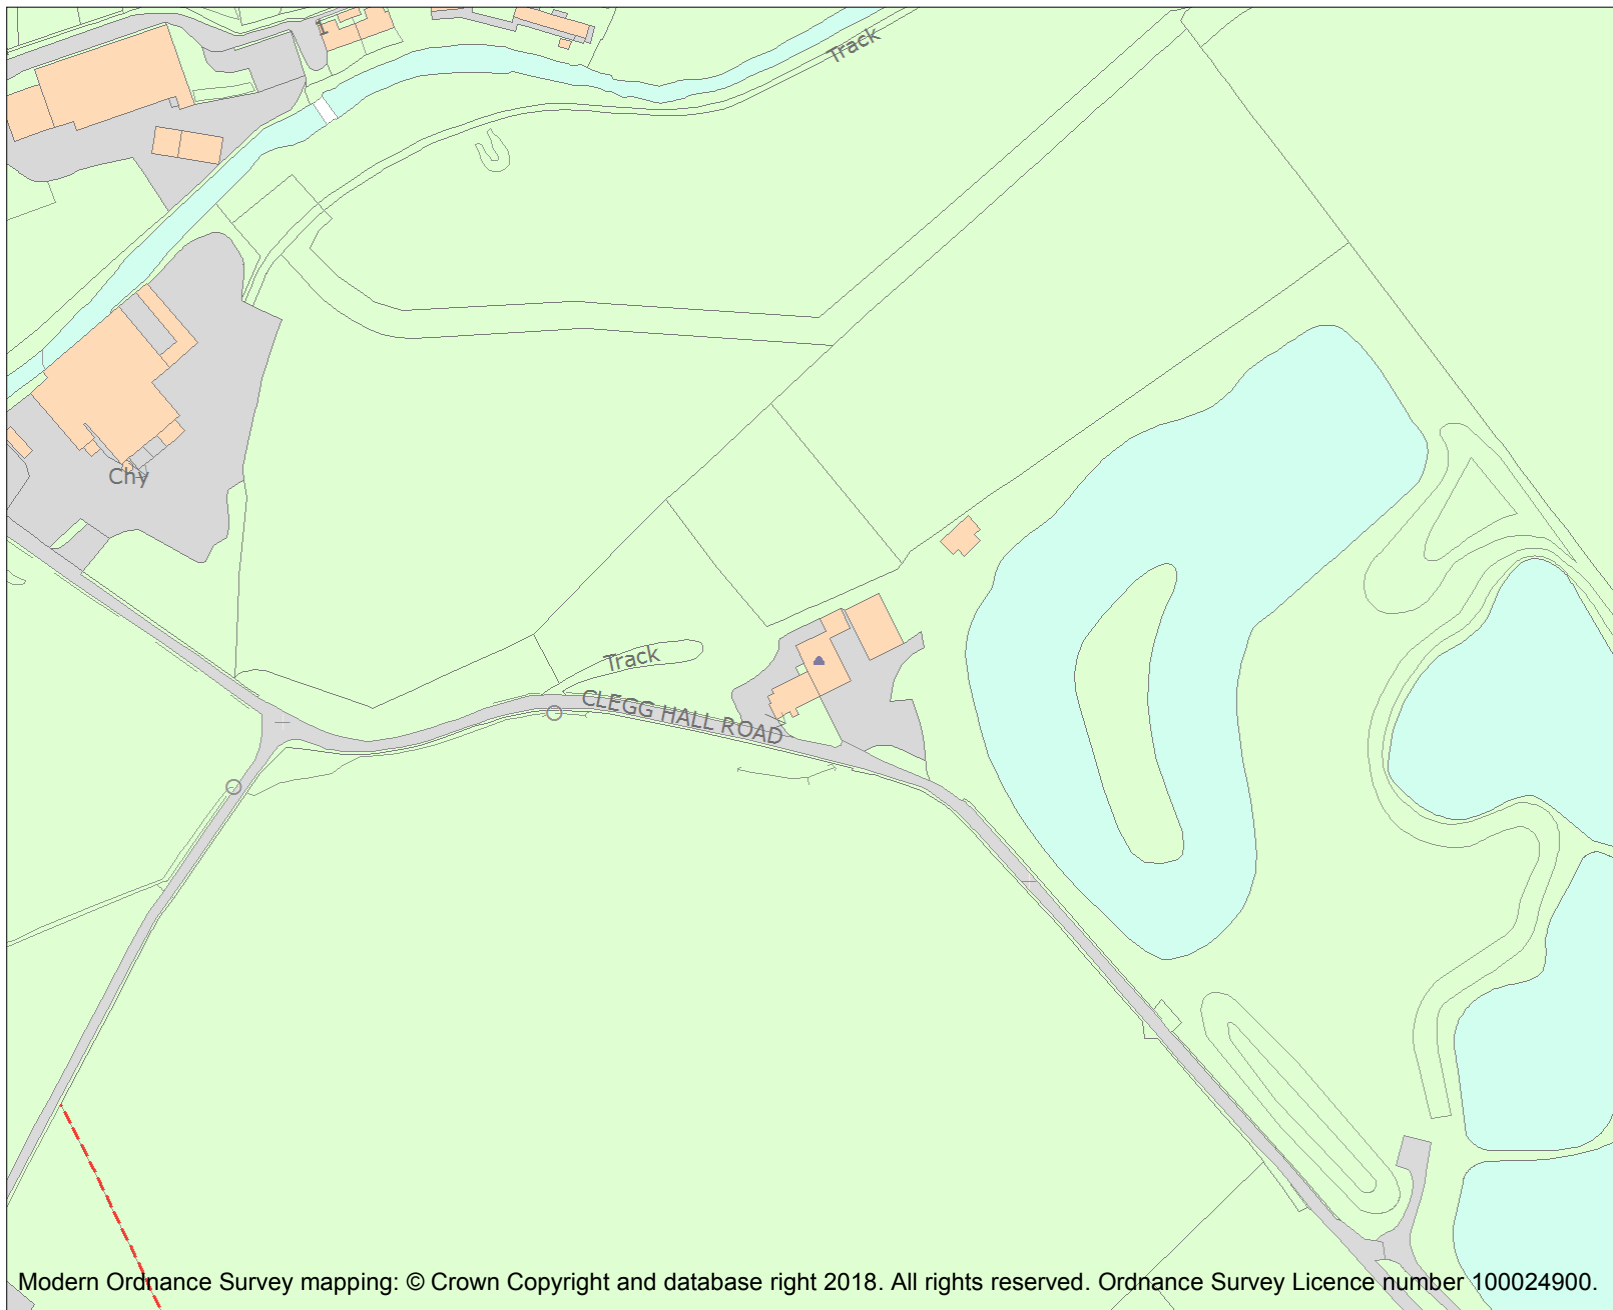 1
Track
Chy
Track
CLEGG HALL ROAD
Modern Ordnance Survey mapping: © Crown Copyright and database right 2018. All rights reserved. Ordnance Survey Licence number 100024900.